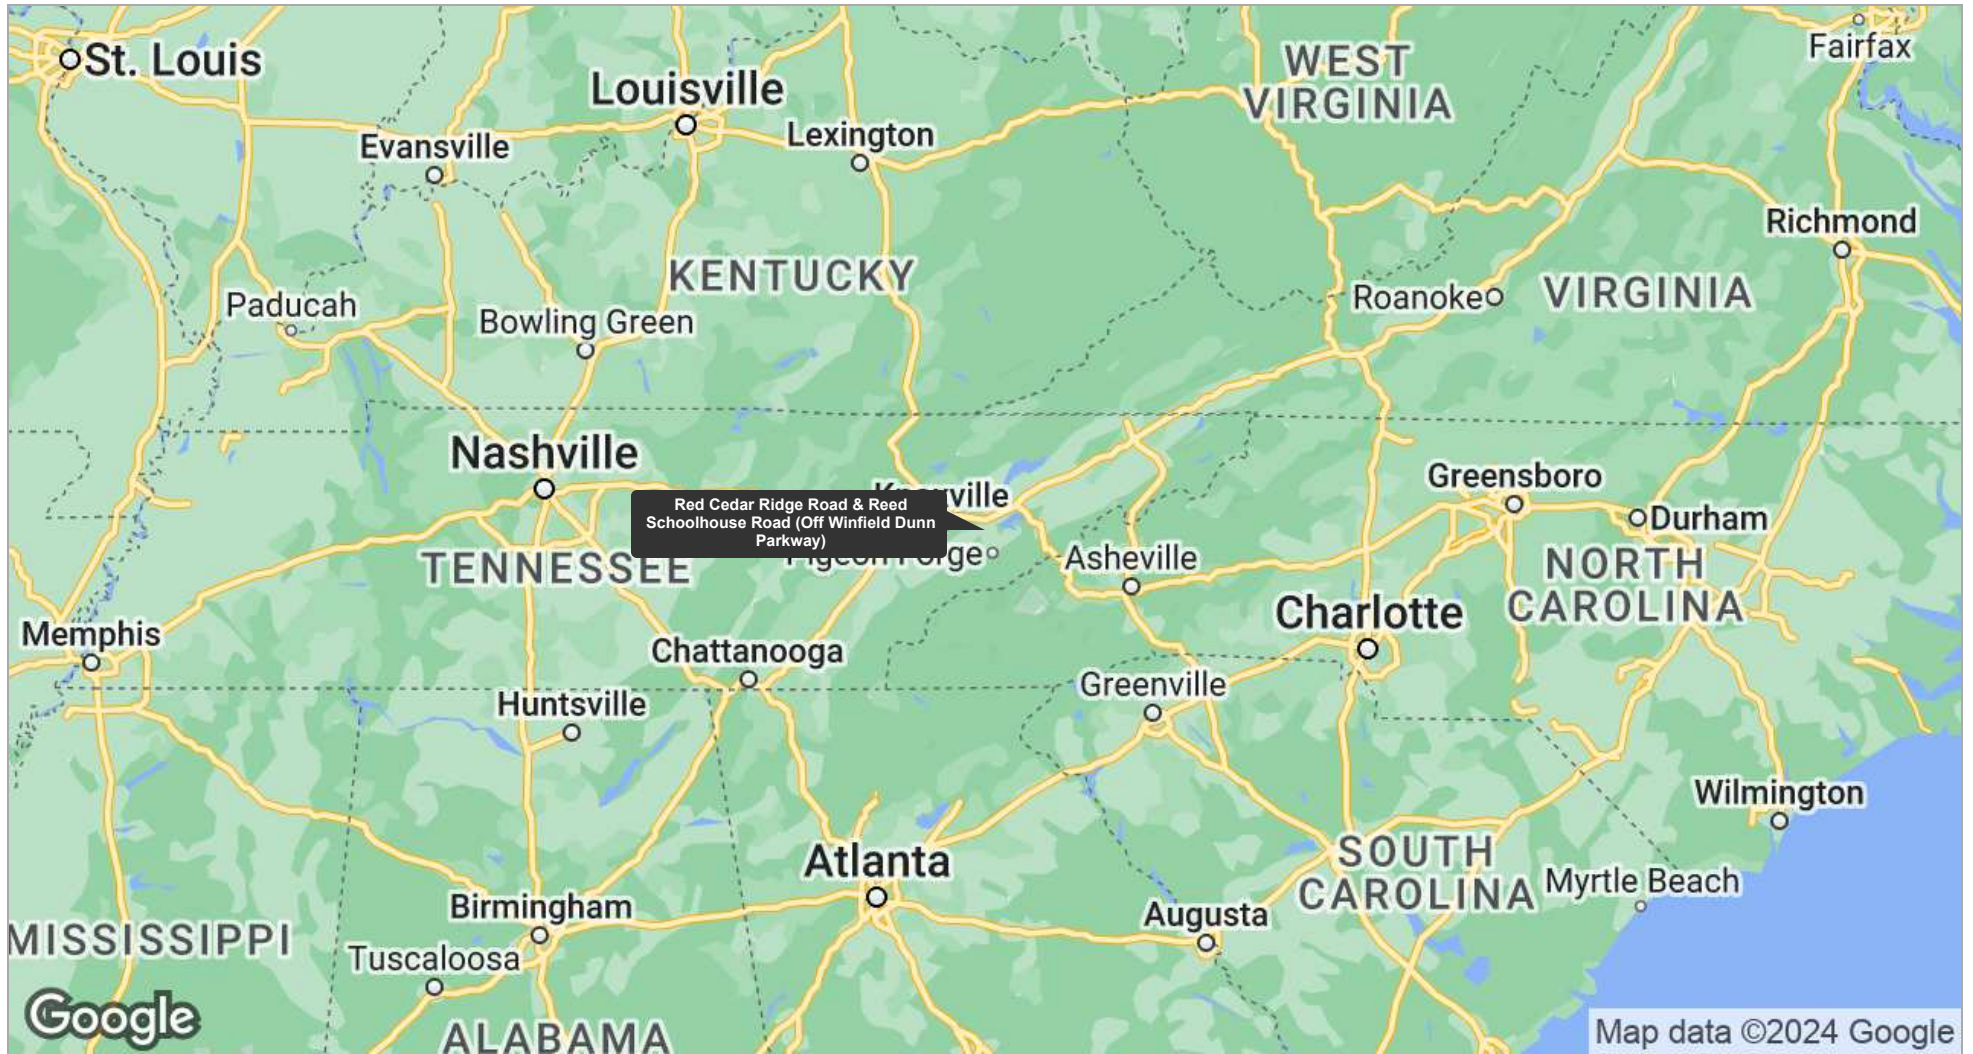 St. Louis
Louisville
WEST
VIRGINIA
Fairfax
Evansville
Lexington
Richmond
KENTUCKY
Paducah
Bowling Green
Roanoke
VIRGINIA
Nashville
Greensboro
Red Cedar Ridge Road & Reed
Schoolhouse Road (Off Winfield Dunn
Parkway)
Durham
TENNESSEE
Asheville
NORTH
CAROLINA
Memphis
Charlotte
Chattanooga
Greenville
Huntsville
Wilmington
Atlanta
SOUTH
CAROLINA
Myrtle Beach
Birmingham
Augusta
MISSISSIPPI
Tuscaloosa
Google
ALABAMA
Map data ©2024 Google